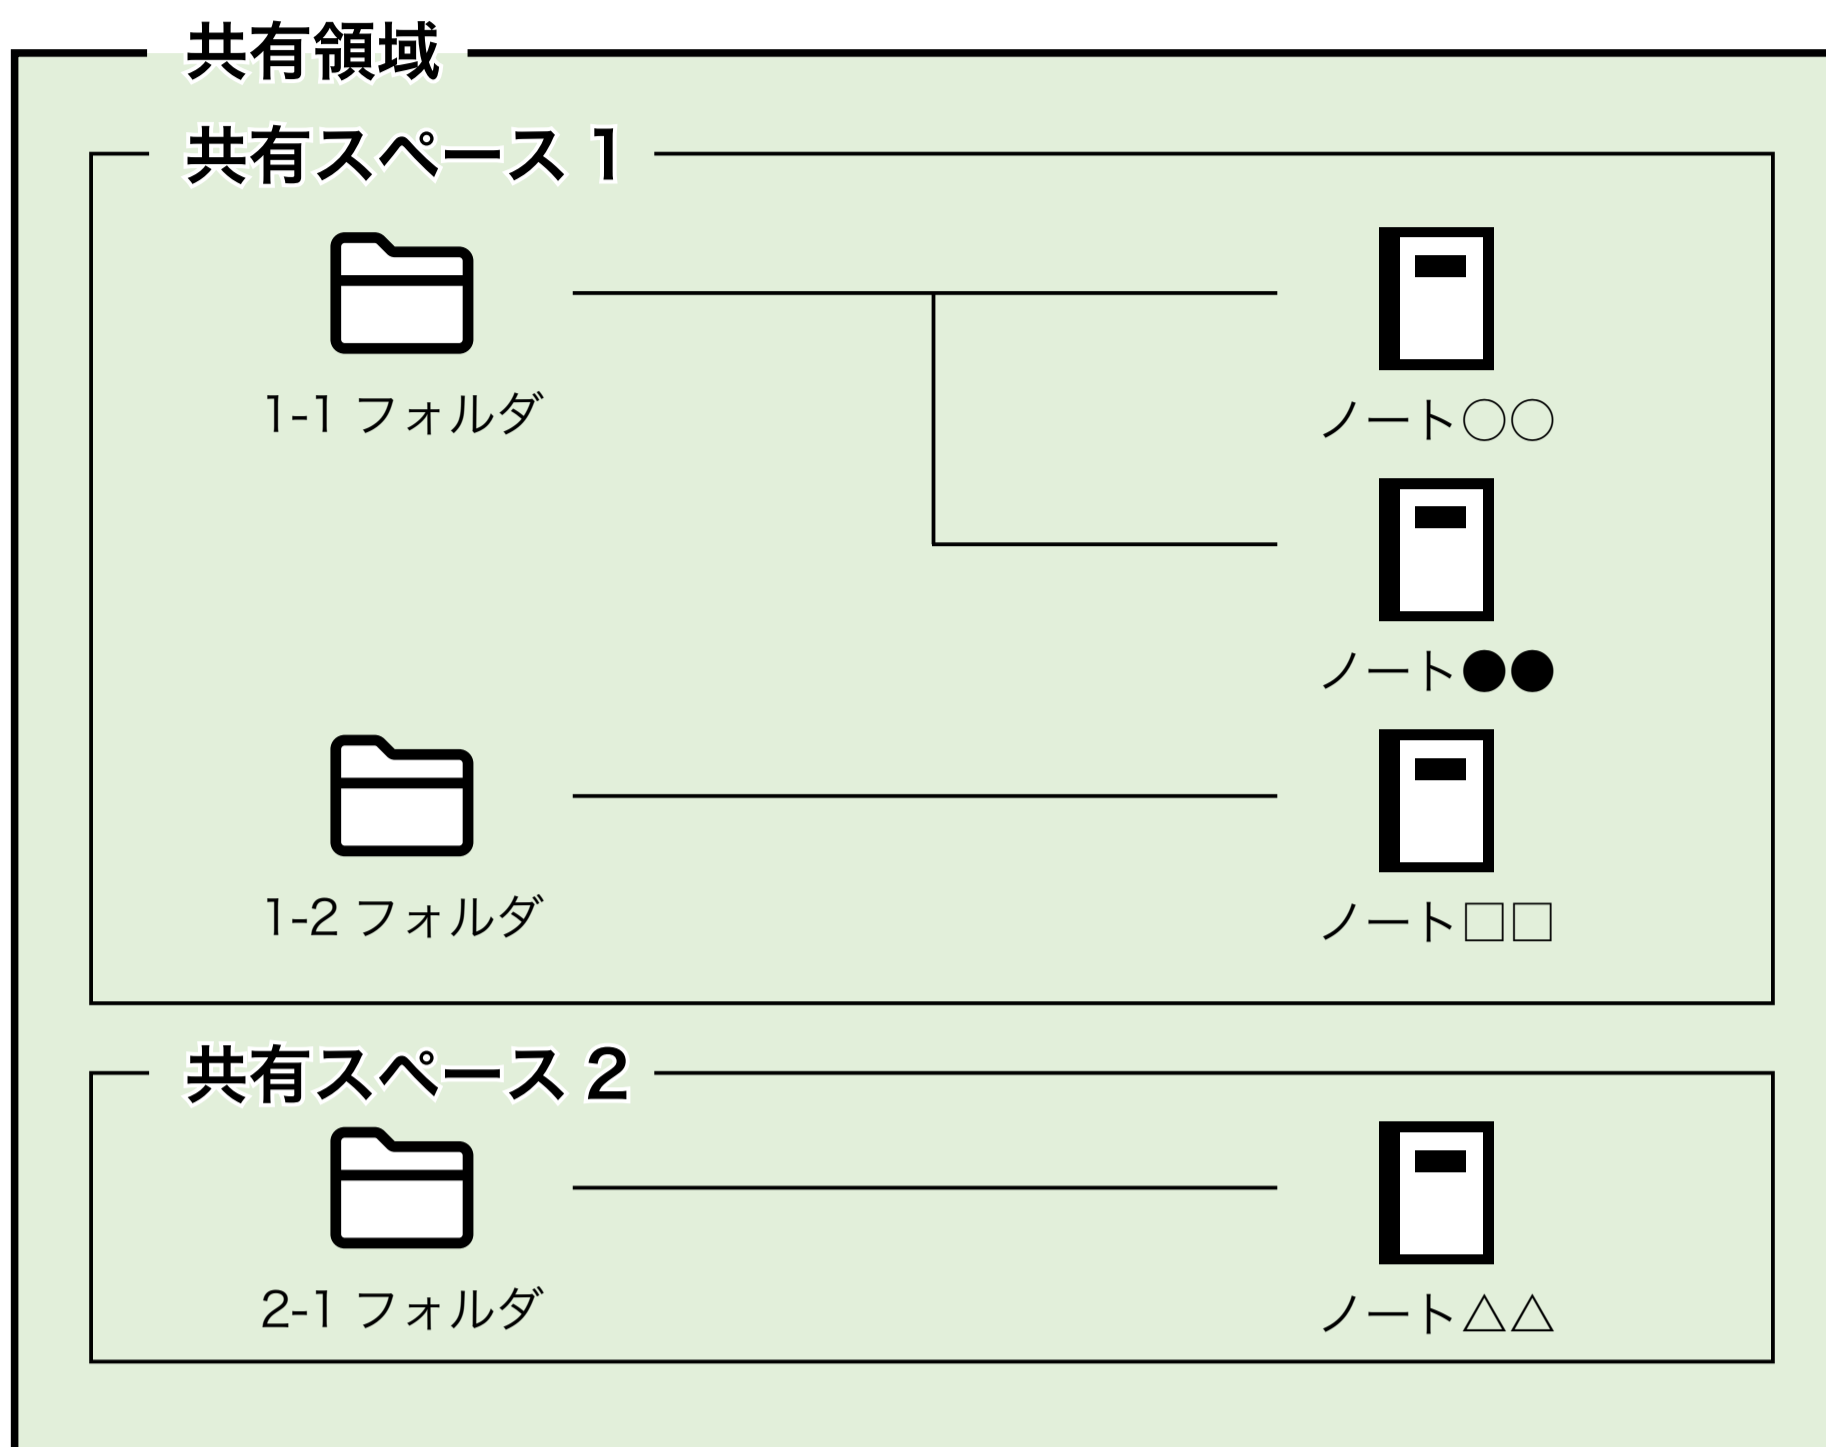 共有領域
共有スペース 1
1-1 フォルダ
ノート○○
ノート●●
1-2 フォルダ
ノート□□
共有スペース 2
2-1 フォルダ
ノート△△